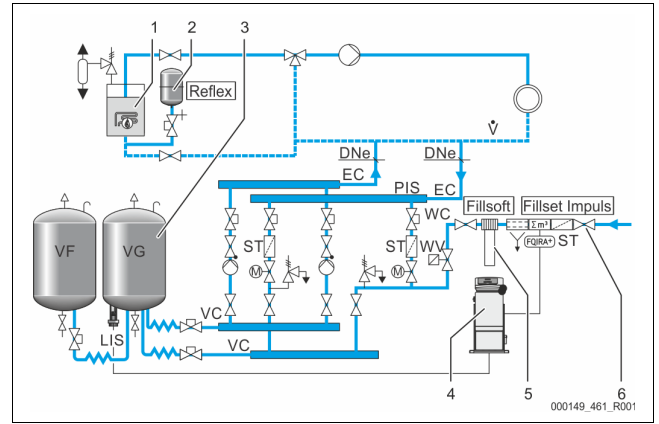 1 2 3
Reflex
V̇
DNe DNe
EC
PIS EC
Fillsoft Fillset Impuls
WC
Σm³
FQIRA+ ST
VF VG
ST ST WV
M M
VC
LIS
VC
4 5 6
000149_461_R001